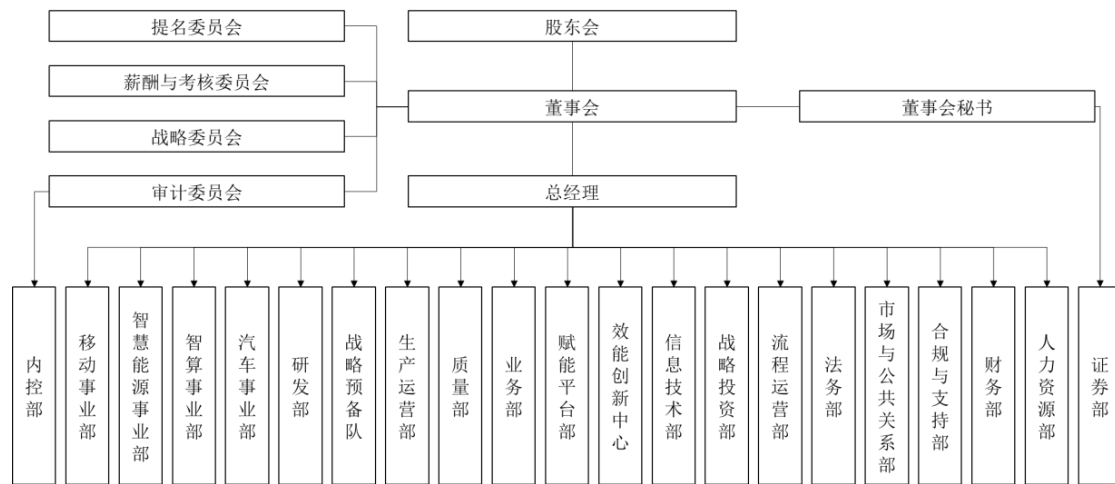 提名委员会
股东会
薪酬与考核委员会
董事会
董事会秘书
战略委员会
审计委员会
总经理
内控部
移动事业部
智慧能源事业部
智算事业部
汽车事业部
研发部
战略预备队
生产运营部
质量部
业务部
赋能平台部
效能创新中心
信息技术部
战略投资部
流程运营部
法务部
市场与公共关系部
合规与支持部
财务部
人力资源部
证券部